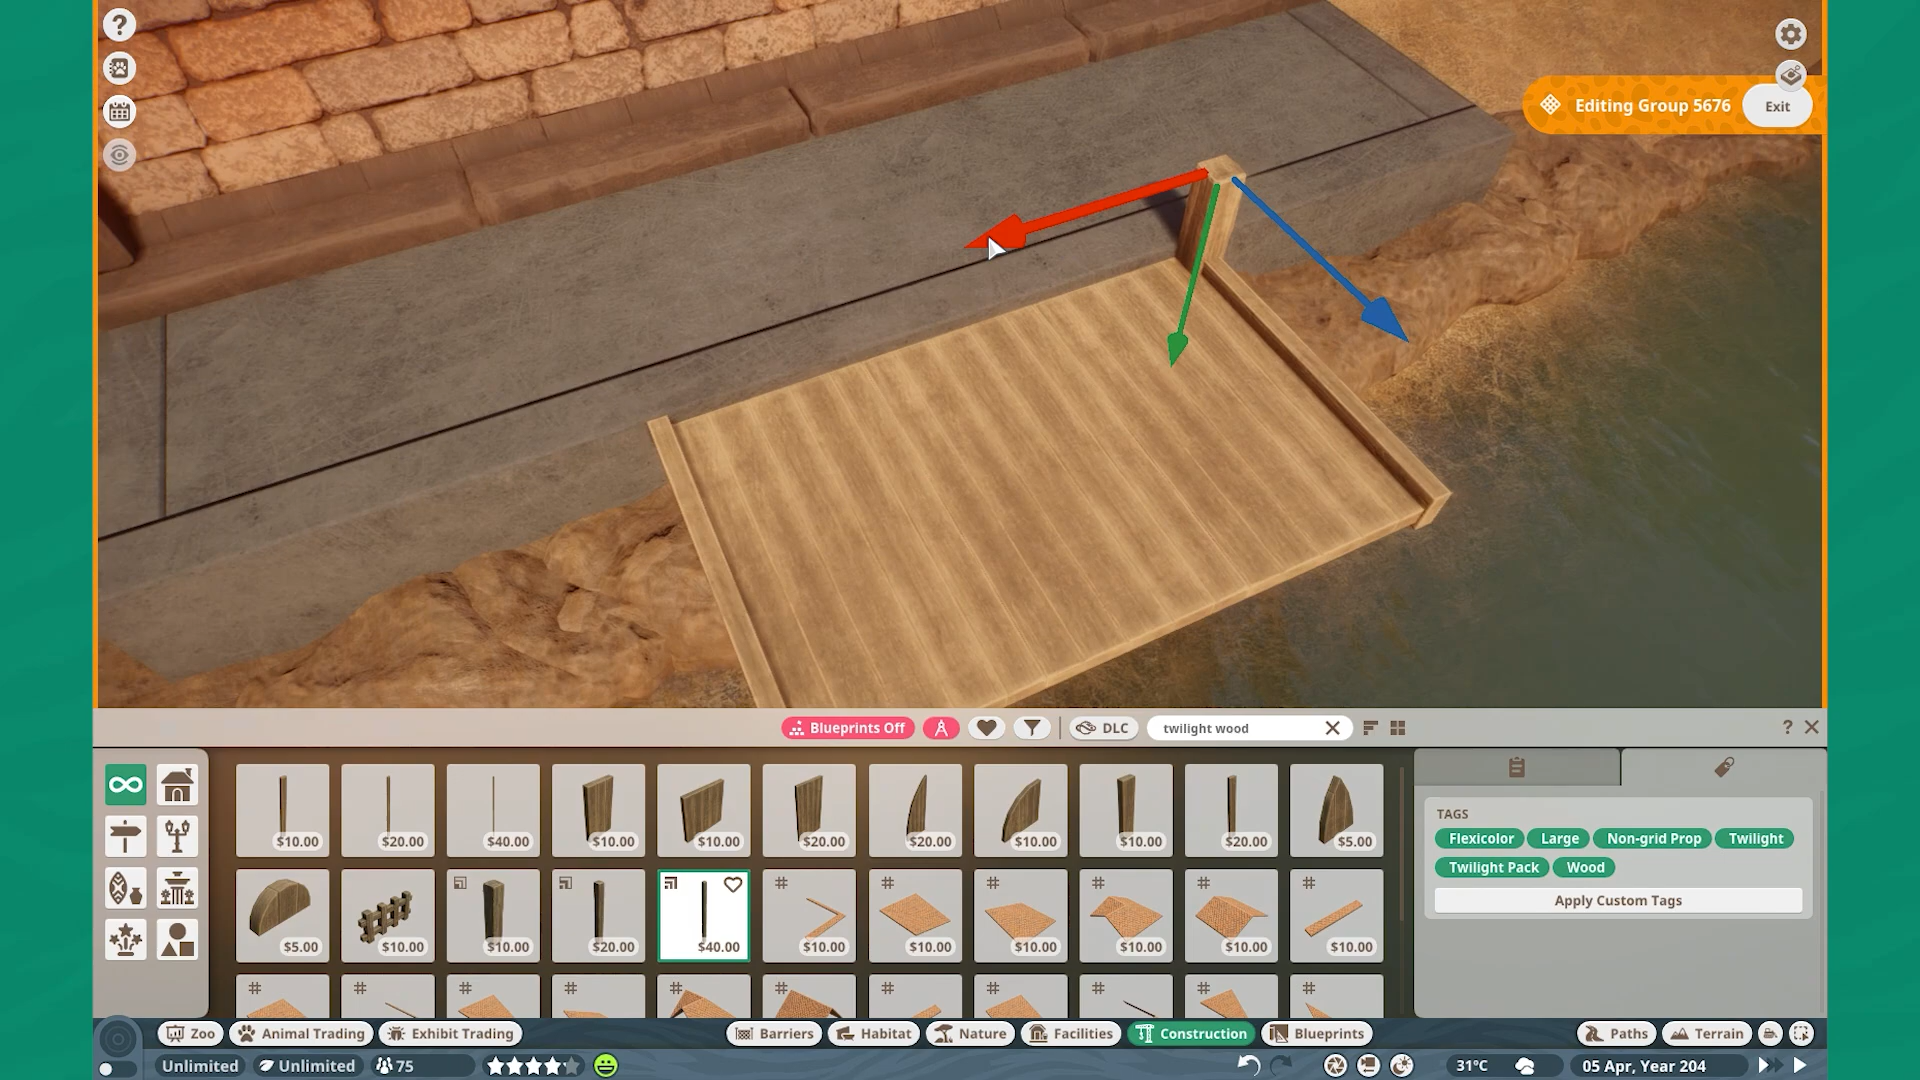 ?
Editing Group 5676
Exit
Blueprints Off
DLC
twilight wood
?
$10.00
$20.00
$40.00
$10.00
$10.00
$20.00
$20.00
$10.00
$10.00
$20.00
$5.00
$5.00
$10.00
$10.00
$20.00
$40.00
$10.00
$10.00
$10.00
$10.00
$10.00
$10.00
TAGS
Flexicolor
Large
Non-grid Prop
Twilight
Twilight Pack
Wood
Apply Custom Tags
Zoo
Animal Trading
Exhibit Trading
Barriers
Habitat
Nature
Facilities
Construction
Blueprints
Paths
Terrain
Unlimited
Unlimited
75
31°C
05 Apr, Year 204